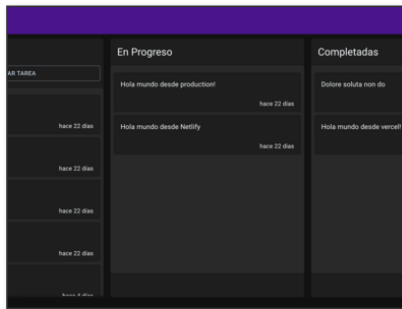 AR TAREA
hace 22 días
hace 22 días
hace 22 días
hace 22 días
En Progreso
Hola mundo desde production!
hace 22 días
Hola mundo desde Netlify
hace 22 días
Completadas
Dolore soluta non do
Hola mundo desde vercel!